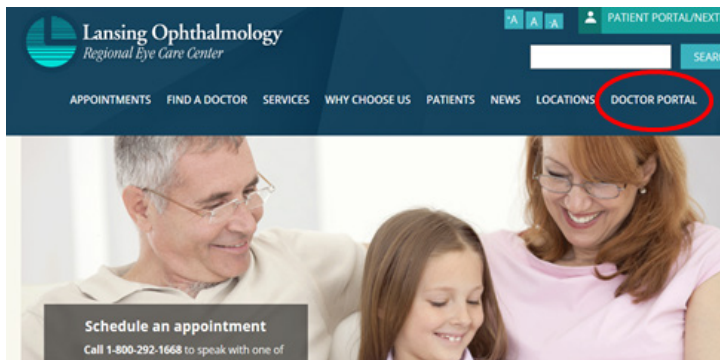 Lansing Ophthalmology
Regional Eye Care Center
+A A -A PATIENT PORTAL/NEXT
APPOINTMENTS FIND A DOCTOR SERVICES WHY CHOOSE US PATIENTS NEWS LOCATIONS DOCTOR PORTAL
Schedule an appointment
Call 1-800-292-1668 to speak with one of